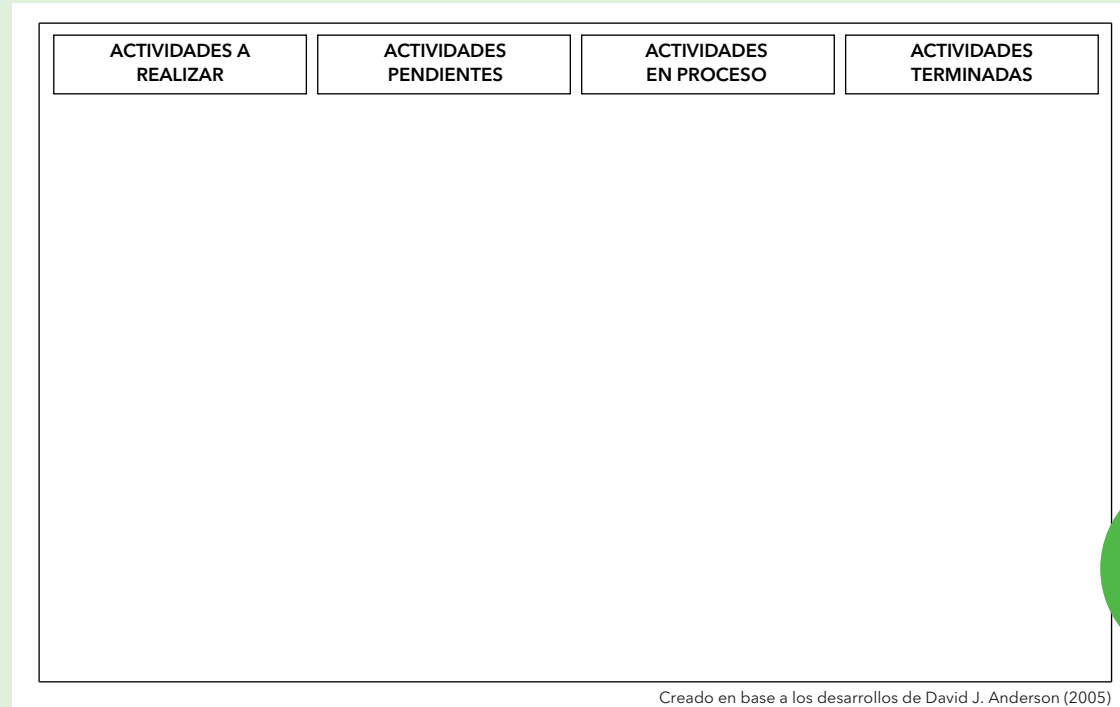 ACTIVIDADES A
REALIZAR
ACTIVIDADES
PENDIENTES
ACTIVIDADES
EN PROCESO
ACTIVIDADES
TERMINADAS
Creado en base a los desarrollos de David J. Anderson (2005)